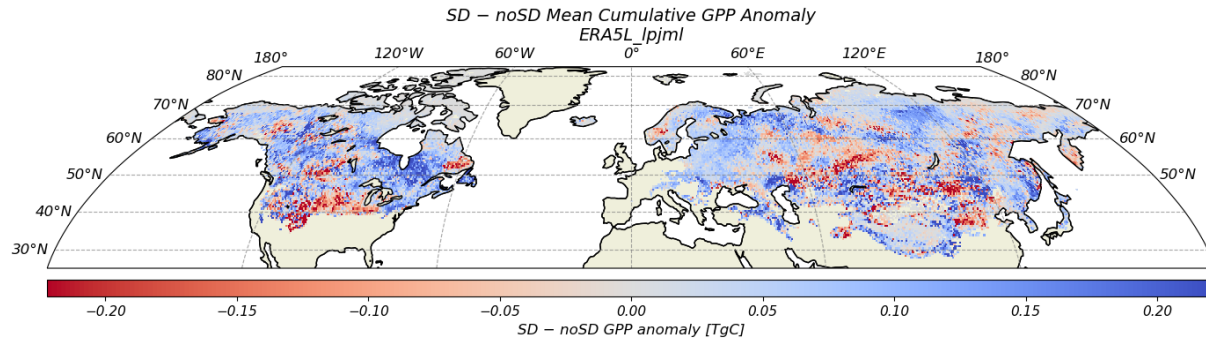 SD − noSD Mean Cumulative GPP Anomaly
ERA5L_lpjml
180° 120°W 60°W 0° 60°E 120°E 180°
80°N 80°N
70°N 70°N
60°N 60°N
50°N 50°N
40°N 40°N
30°N 30°N
−0.20 −0.15 −0.10 −0.05 0.00 0.05 0.10 0.15 0.20
SD − noSD GPP anomaly [TgC]